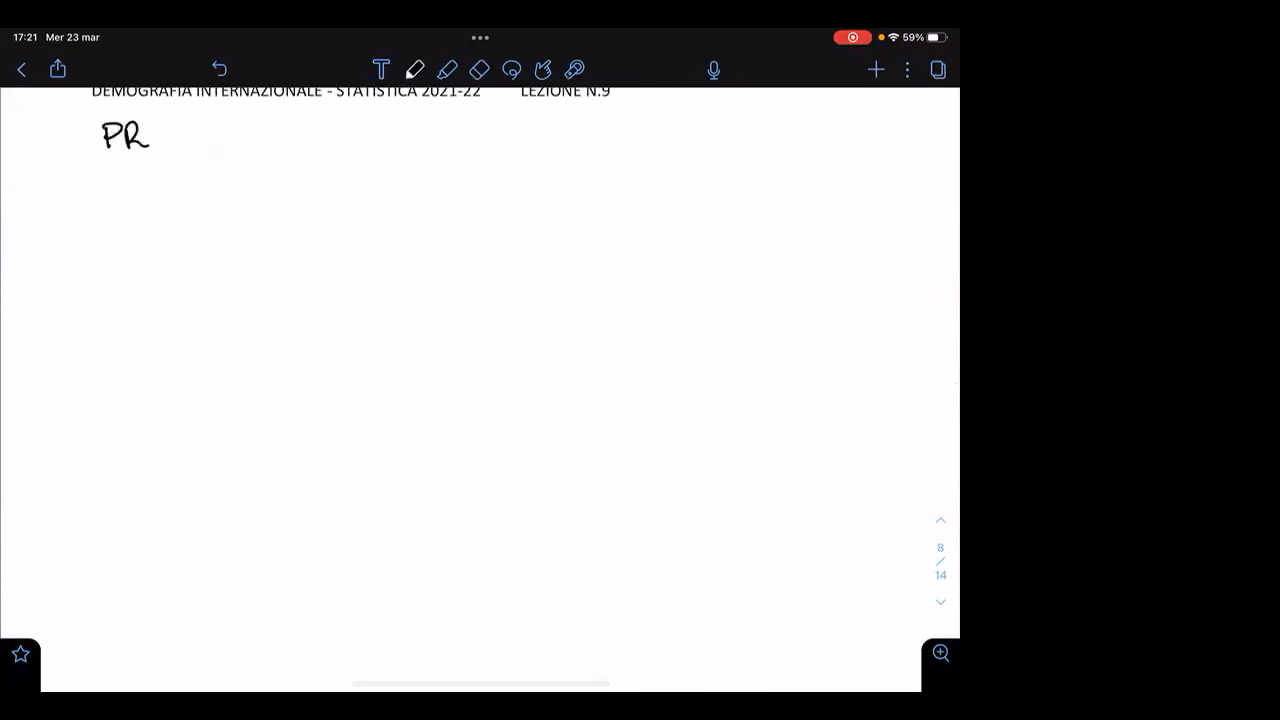 17:21 Mer 23 mar 59%
DEMOGRAFIA INTERNAZIONALE - STATISTICA 2021-22 LEZIONE N.9
PR
8
/
14